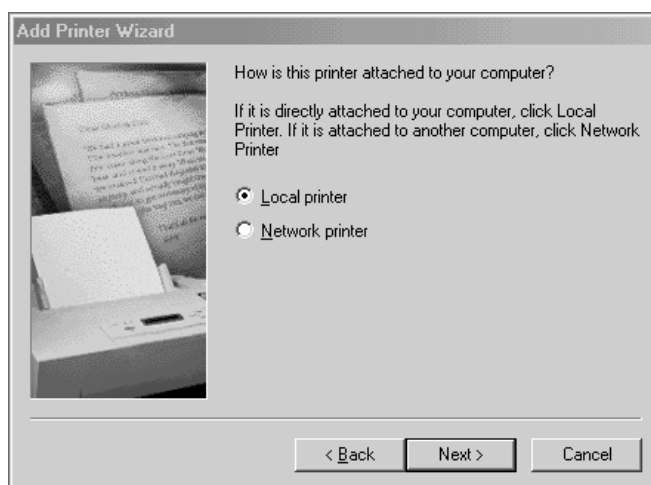 Add Printer Wizard
How is this printer attached to your computer?
If it is directly attached to your computer, click Local
Printer. If it is attached to another computer, click Network
Printer
Local printer
Network printer
< Back
Next >
Cancel